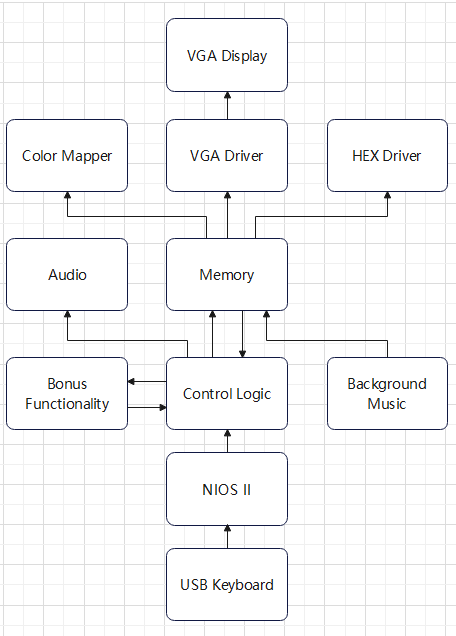 VGA Display
Color Mapper
VGA Driver
HEX Driver
Audio
Memory
Bonus
Functionality
Control Logic
Background
Music
NIOS II
USB Keyboard